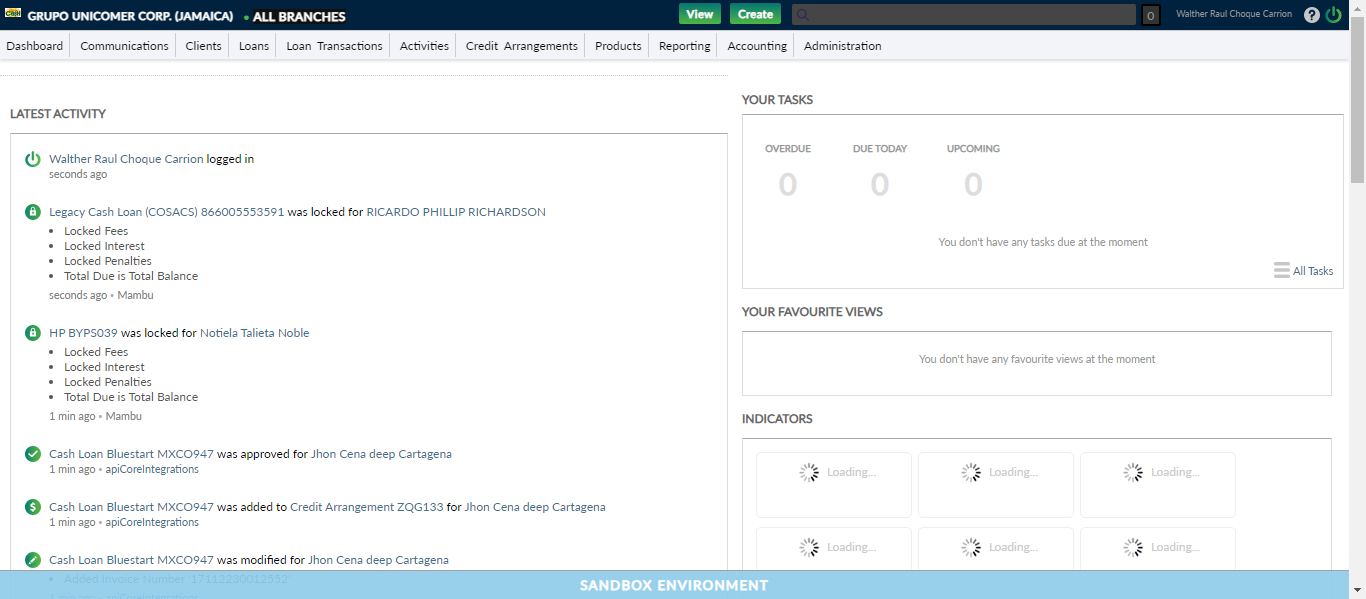 CASH
GRUPO UNICOMER CORP. (JAMAICA) • ALL BRANCHES View Create 0 Walther Raul Choque Carrion ?
Dashboard Communications Clients Loans Loan Transactions Activities Credit Arrangements Products Reporting Accounting Administration
LATEST ACTIVITY
Walther Raul Choque Carrion logged in
seconds ago
Legacy Cash Loan (COSACS) 866005553591 was locked for RICARDO PHILLIP RICHARDSON
• Locked Fees
• Locked Interest
• Locked Penalties
• Total Due is Total Balance
seconds ago • Mambu
HP BYPS039 was locked for Notiela Talieta Noble
• Locked Fees
• Locked Interest
• Locked Penalties
• Total Due is Total Balance
1 min ago • Mambu
Cash Loan Bluestart MXCO947 was approved for Jhon Cena deep Cartagena
1 min ago • apiCoreIntegrations
$ Cash Loan Bluestart MXCO947 was added to Credit Arrangement ZQG133 for Jhon Cena deep Cartagena
1 min ago • apiCoreIntegrations
Cash Loan Bluestart MXCO947 was modified for Jhon Cena deep Cartagena
• Added Invoice Number '17112230012552'
1 min ago • apiCoreIntegrations
YOUR TASKS
OVERDUE DUE TODAY UPCOMING
0 0 0
You don't have any tasks due at the moment
All Tasks
YOUR FAVOURITE VIEWS
You don't have any favourite views at the moment
INDICATORS
Loading... Loading... Loading...
Loading... Loading... Loading...
SANDBOX ENVIRONMENT